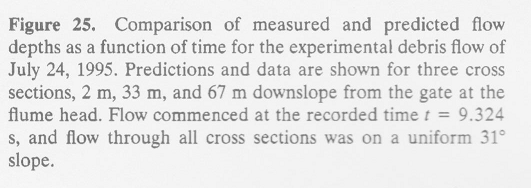 Figure 25. Comparison of measured and predicted flow
depths as a function of time for the experimental debris flow of
July 24, 1995. Predictions and data are shown for three cross
sections, 2 m, 33 m, and 67 m downslope from the gate at the
flume head. Flow commenced at the recorded time t = 9.324
s, and flow through all cross sections was on a uniform 31°
slope.